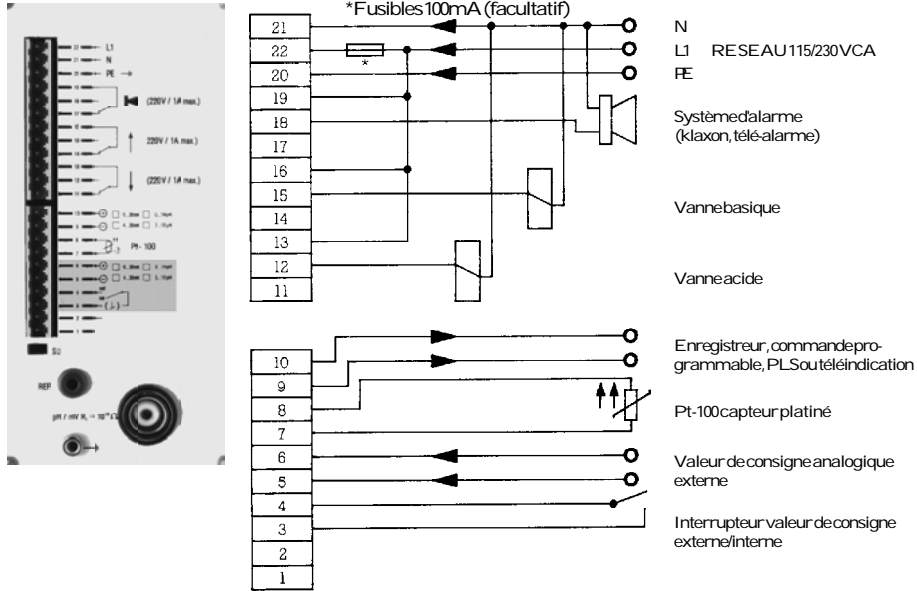 *Fusibles 100mA (facultatif)
21
22
20
19
18
17
16
15
14
13
12
11
*
N
L1 RESEAU 115/230 VCA
PE
Système d'alarme
(klaxon, télé-alarme)
Vanne basique
Vanne acide
10
9
8
7
6
5
4
3
2
1
Enregistreur, commande pro-
grammable, PLS ou téléindication
Pt-100 capteur platiné
Valeur de consigne analogique
externe
Interrupteur valeur de consigne
externe/interne
L1
N
PE
(220V / 1A max.)
220V / 1A max.)
(220V / 1A max.)
Pt - 100
REF